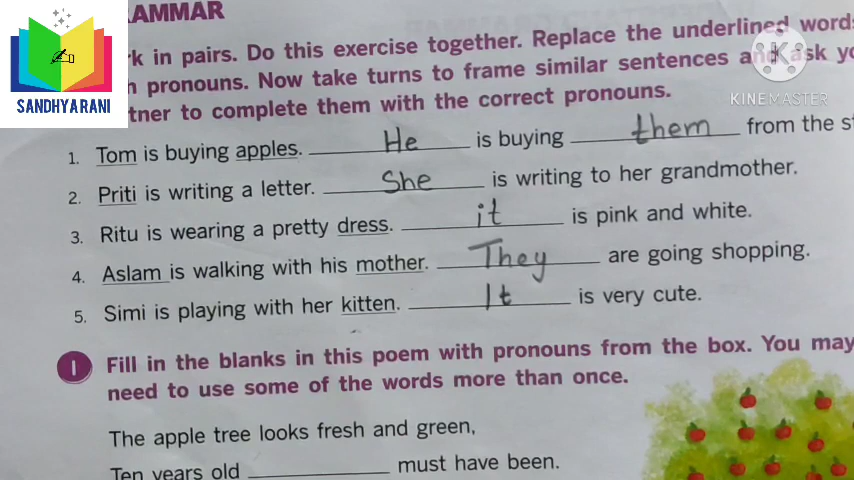 RAMMAR
rk in pairs. Do this exercise together. Replace the underlined words
pronouns. Now take turns to frame similar sentences and ask
tner to complete them with the correct pronouns.
SANDHYARANI
K
KINEMASTER
1. Tom is buying apples. He is buying them from the
2. Priti is writing a letter. She is writing to her grandmother.
3. Ritu is wearing a pretty dress. it is pink and white.
4. Aslam is walking with his mother. They are going shopping.
5. Simi is playing with her kitten. It is very cute.
I Fill in the blanks in this poem with pronouns from the box. You may
need to use some of the words more than once.
The apple tree looks fresh and green,
Ten years old ____________ must have been.